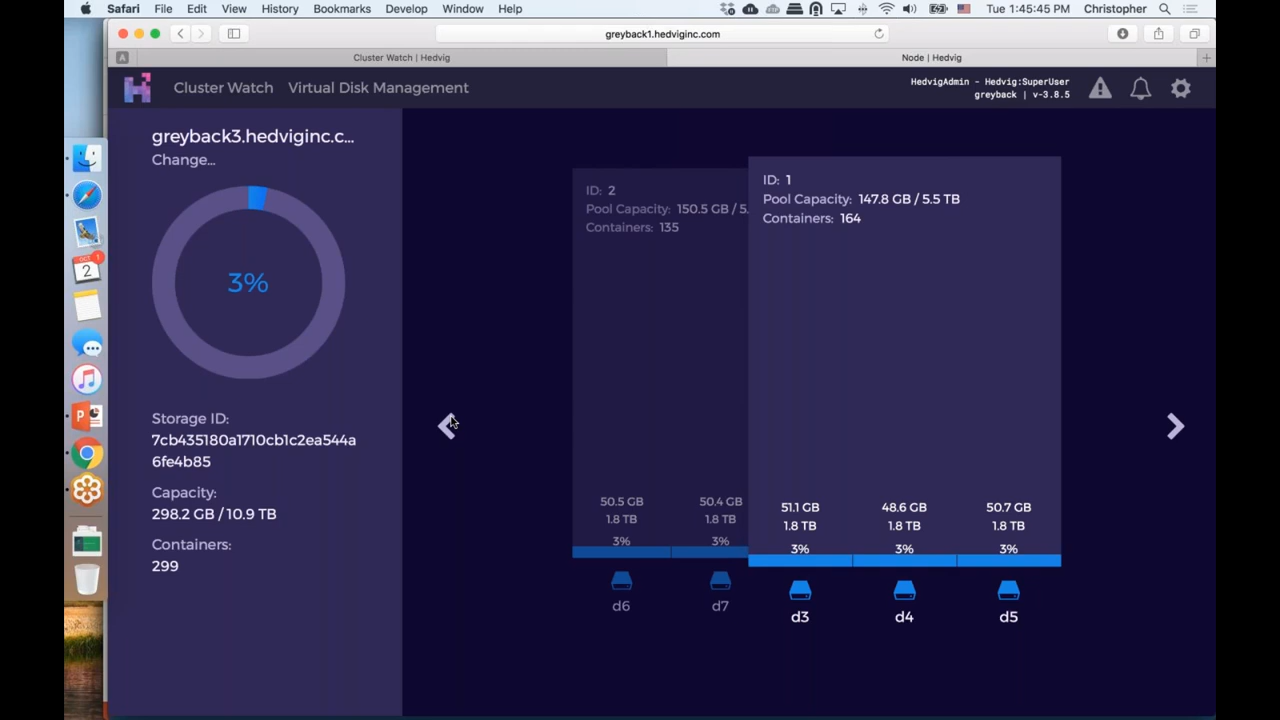 Safari File Edit View History Bookmarks Develop Window Help Tue 1:45:45 PM Christopher
greyback1.hedviginc.com
A Cluster Watch | Hedvig Node | Hedvig +
Cluster Watch Virtual Disk Management
HedvigAdmin - Hedvig:SuperUser
greyback | v-3.8.5
greyback3.hedviginc.c...
Change...
3%
Storage ID:
7cb435180a1710cb1c2ea544a
6fe4b85
Capacity:
298.2 GB / 10.9 TB
Containers:
299
ID: 2
Pool Capacity: 150.5 GB / 5.
Containers: 135
50.5 GB 50.4 GB
1.8 TB 1.8 TB
3% 3%
d6 d7
ID: 1
Pool Capacity: 147.8 GB / 5.5 TB
Containers: 164
51.1 GB 48.6 GB 50.7 GB
1.8 TB 1.8 TB 1.8 TB
3% 3% 3%
d3 d4 d5
OCT 1
2
P